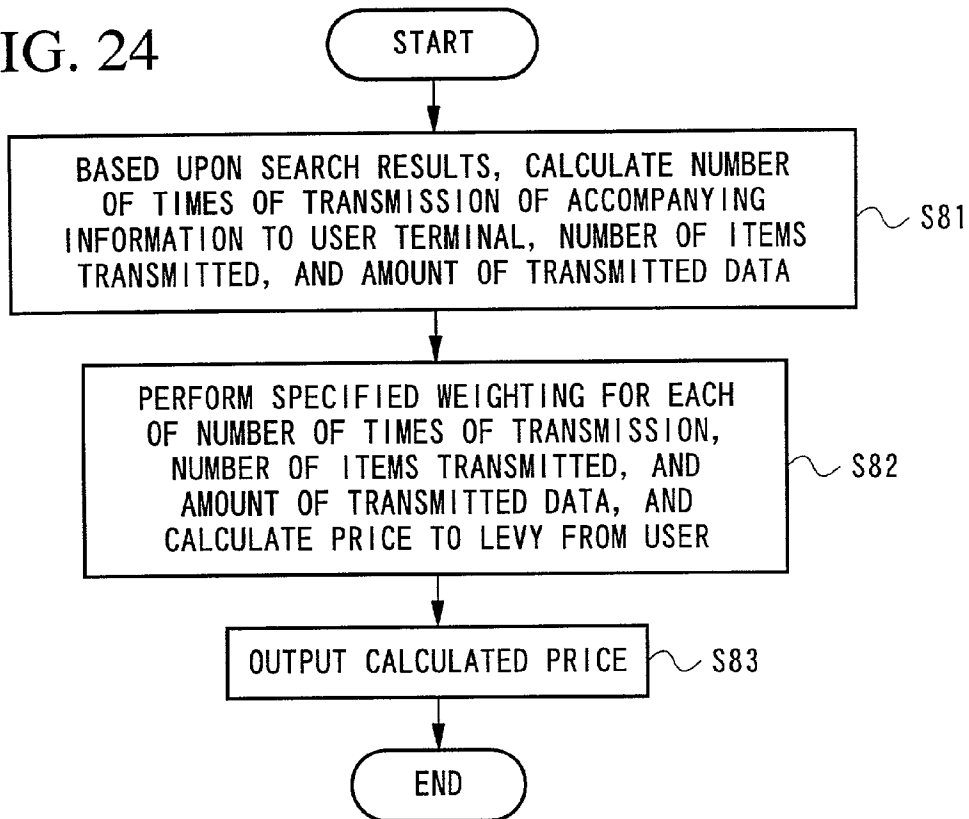 IG. 24
START
BASED UPON SEARCH RESULTS, CALCULATE NUMBER
OF TIMES OF TRANSMISSION OF ACCOMPANYING
INFORMATION TO USER TERMINAL, NUMBER OF ITEMS
TRANSMITTED, AND AMOUNT OF TRANSMITTED DATA
S81
PERFORM SPECIFIED WEIGHTING FOR EACH
OF NUMBER OF TIMES OF TRANSMISSION,
NUMBER OF ITEMS TRANSMITTED, AND
AMOUNT OF TRANSMITTED DATA, AND
CALCULATE PRICE TO LEVY FROM USER
S82
OUTPUT CALCULATED PRICE
S83
END